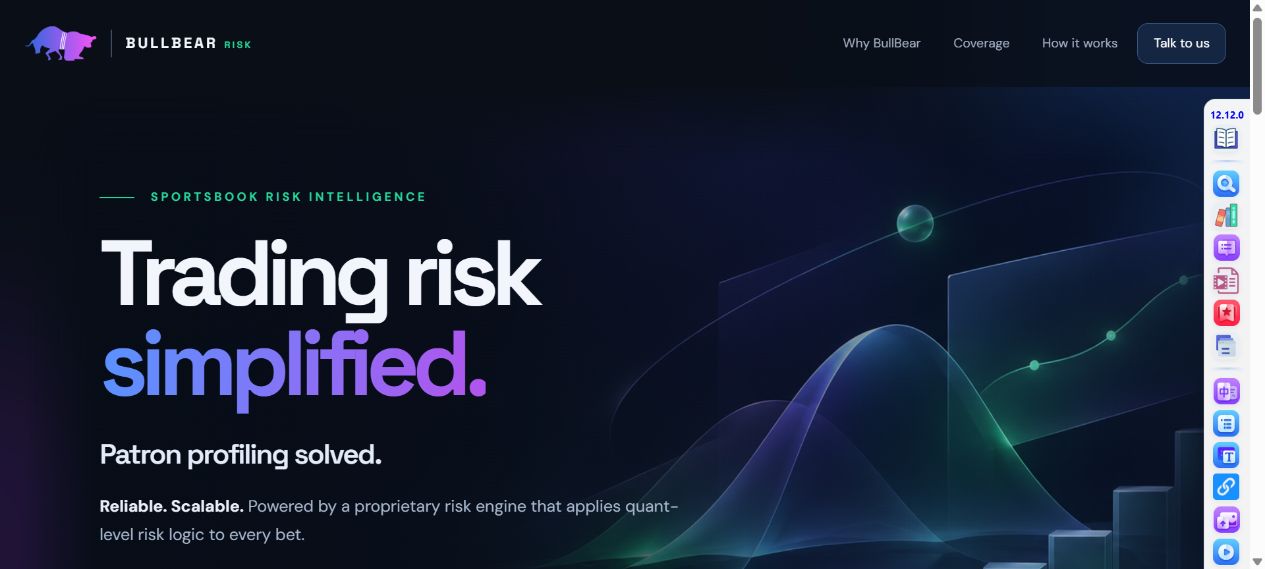 BULLBEAR RISK
Why BullBear
Coverage
How it works
Talk to us
12.12.0
SPORTSBOOK RISK INTELLIGENCE
Trading risk
simplified.
Patron profiling solved.
Reliable. Scalable. Powered by a proprietary risk engine that applies quant-
level risk logic to every bet.